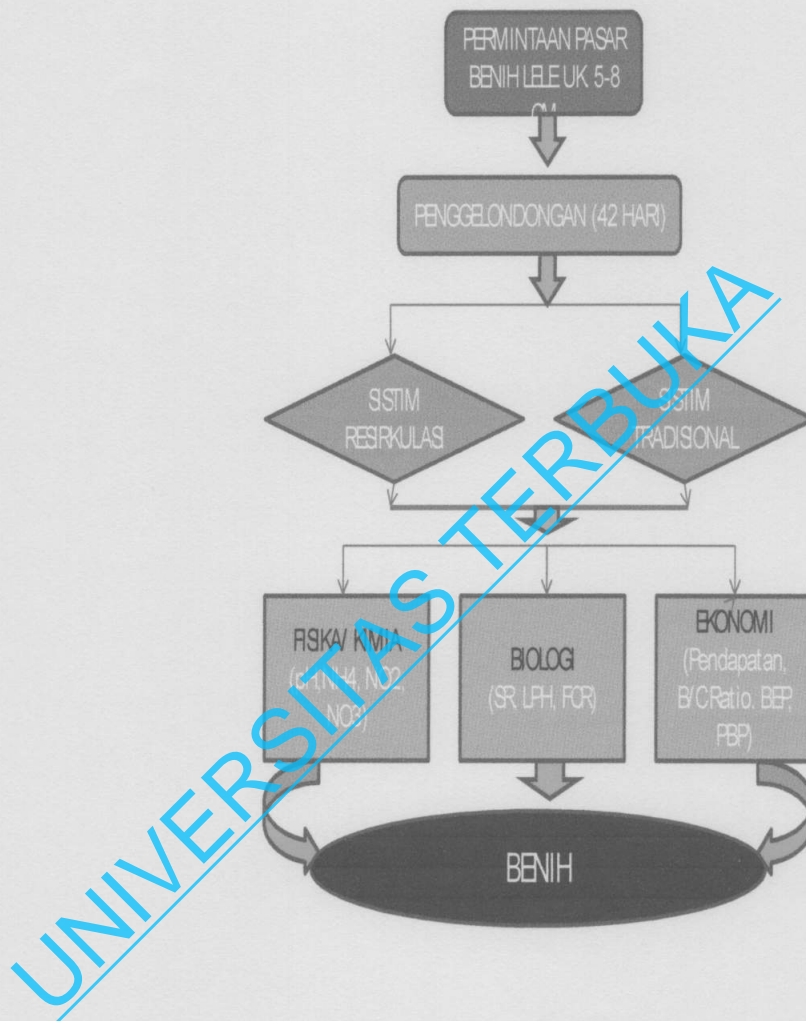 PERMINTAAN PASAR
BENIH LELE UK 5-8
CM
PENGGELONDONGAN (42 HARI)
SISTIM
RESIRKULASI
SISTIM
TRADISIONAL
FISIKA/ KIMIA
(pH,NH4, NO2,
NO3)
BIOLOGI
(SR. LPH, FCR)
EKONOMI
(Pendapatan,
B/C Ratio. BEP,
PBP)
BENIH
UNIVERSITAS TERBUKA